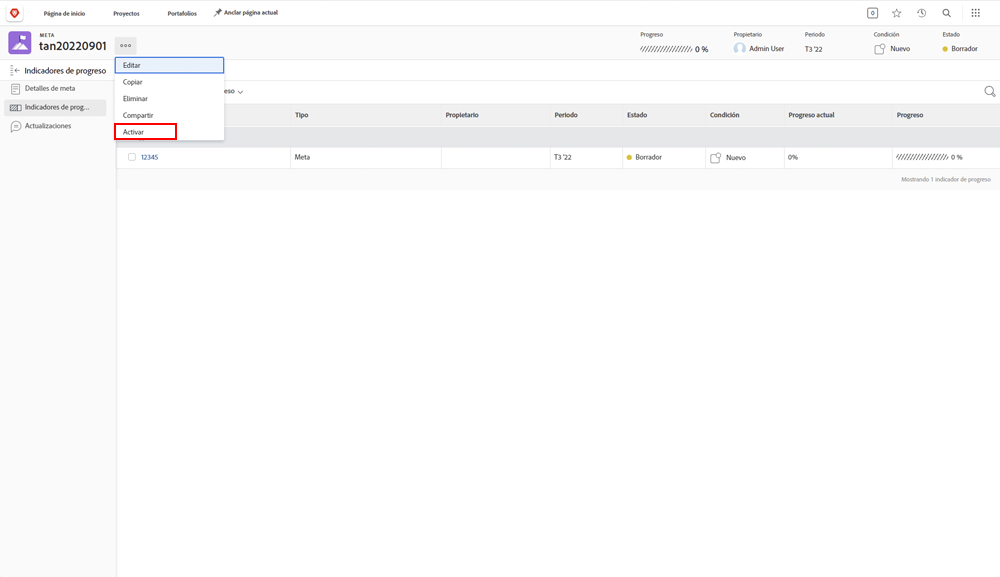 Página de inicio
Proyectos
Portafolios
Anclar página actual
0
META
tan20220901
Progreso
0 %
Propietario
Admin User
Periodo
T3 '22
Condición
Nuevo
Estado
Borrador
Indicadores de progreso
Detalles de meta
Indicadores de prog...
Actualizaciones
Editar
Copiar
Eliminar
Compartir
Activar
eso
Tipo
Propietario
Periodo
Estado
Condición
Progreso actual
Progreso
12345
Meta
T3 '22
Borrador
Nuevo
0%
0 %
Mostrando 1 indicador de progreso